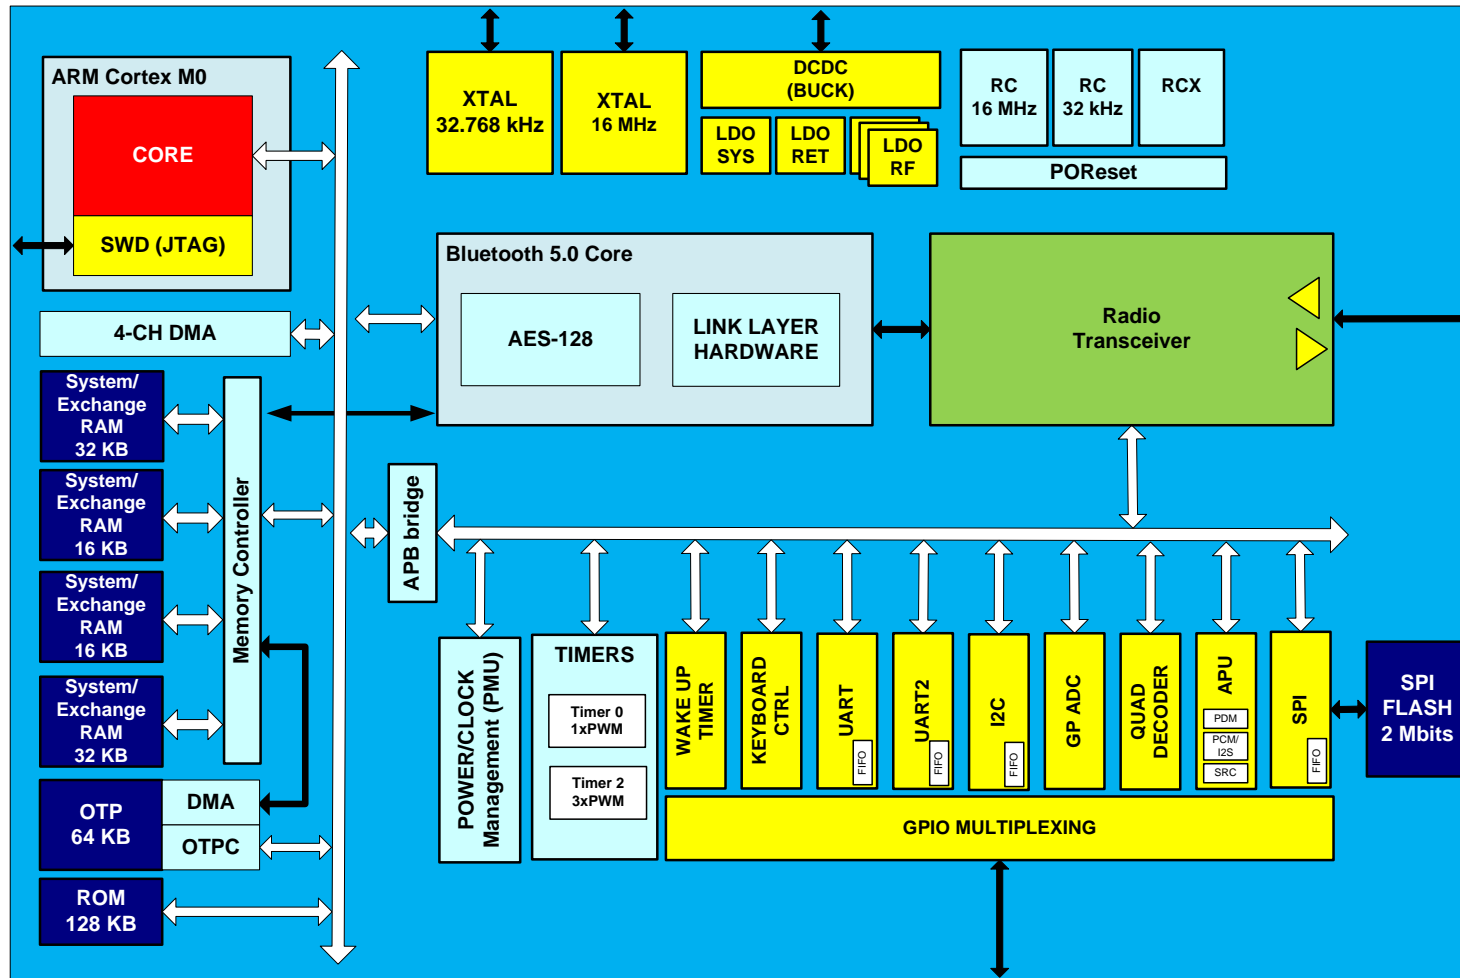 ARM Cortex M0
CORE
SWD (JTAG)
XTAL
32.768 kHz
XTAL
16 MHz
DCDC
(BUCK)
LDO
SYS
LDO
RET
LDO
RF
RC
16 MHz
RC
32 kHz
RCX
POReset
Bluetooth 5.0 Core
AES-128
LINK LAYER
HARDWARE
Radio
Transceiver
4-CH DMA
System/
Exchange
RAM
32 KB
System/
Exchange
RAM
16 KB
System/
Exchange
RAM
16 KB
System/
Exchange
RAM
32 KB
Memory Controller
OTP
64 KB
DMA
OTPC
ROM
128 KB
APB bridge
POWER/CLOCK
Management (PMU)
TIMERS
Timer 0
1xPWM
Timer 2
3xPWM
WAKE UP
TIMER
KEYBOARD
CTRL
UART
FIFO
UART2
FIFO
I2C
FIFO
GP ADC
QUAD
DECODER
APU
PDM
PCM/
I2S
SRC
SPI
FIFO
SPI
FLASH
2 Mbits
GPIO MULTIPLEXING